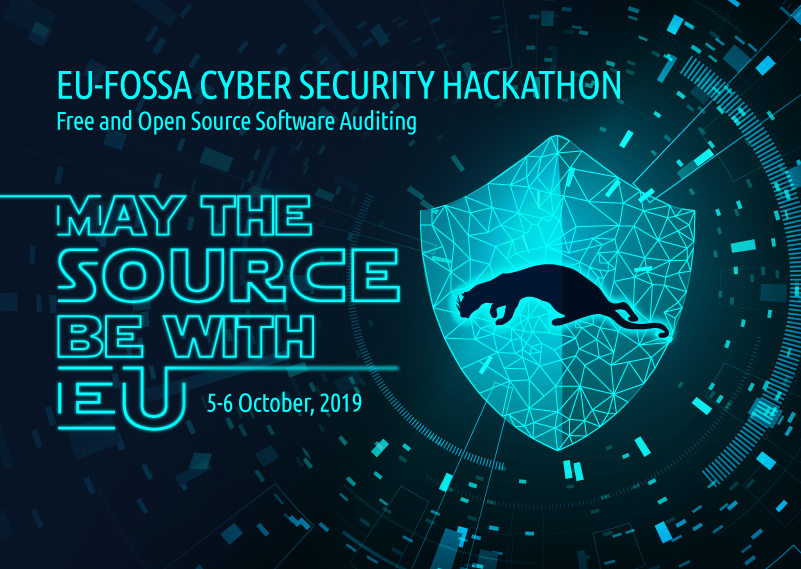 EU-FOSSA CYBER SECURITY HACKATHON
Free and Open Source Software Auditing
MAY THE
SOURCE
BE WITH
EU
5-6 October, 2019